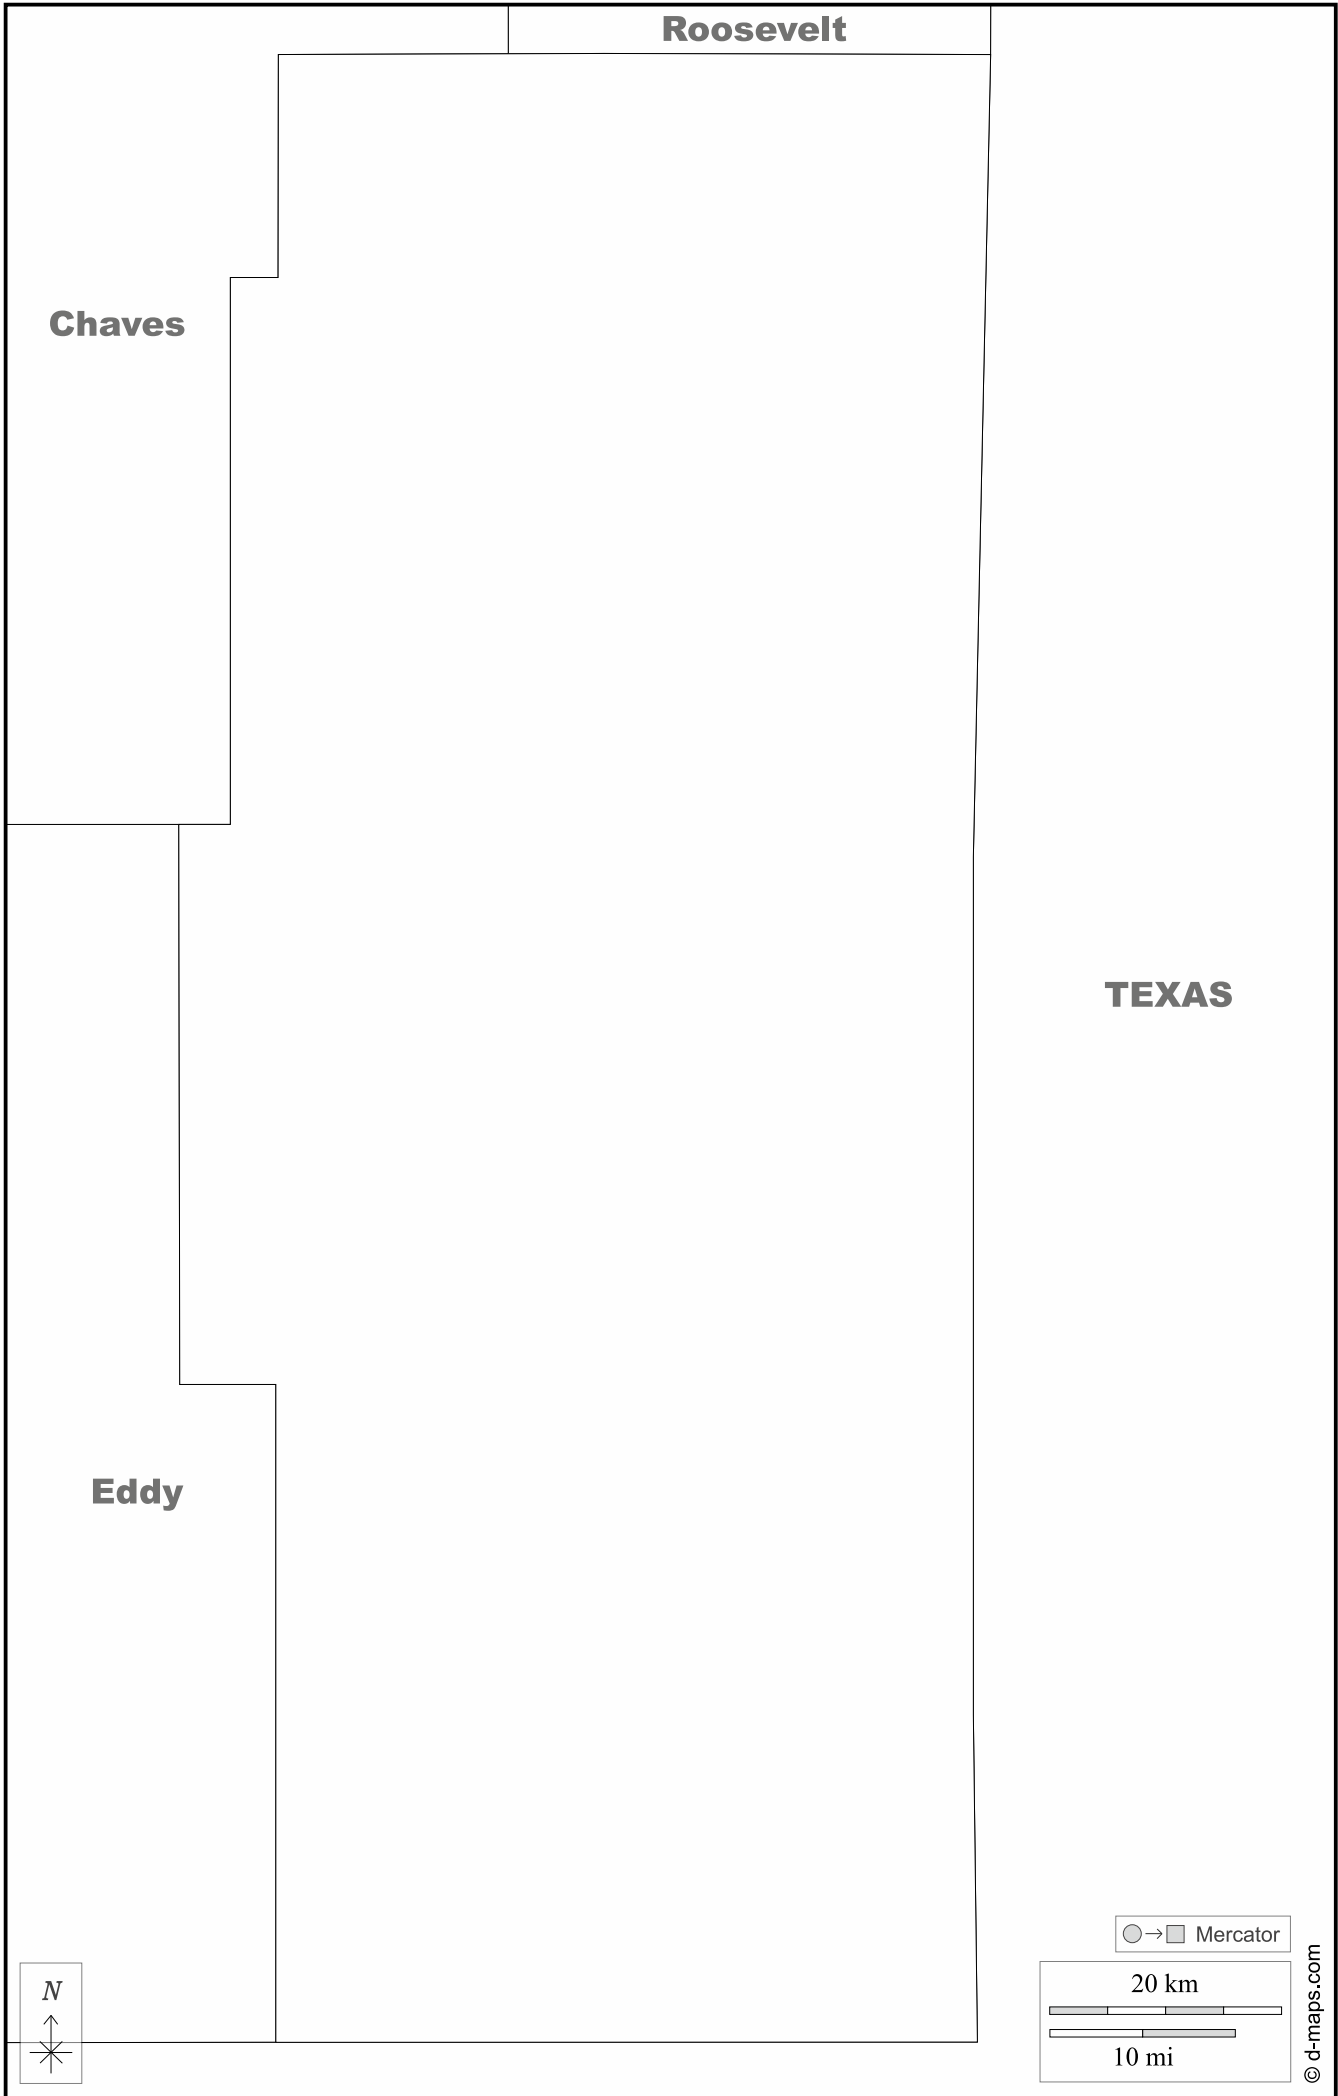 Roosevelt
Chaves
TEXAS
Eddy
Mercator
20 km
10 mi
N
© d-maps.com